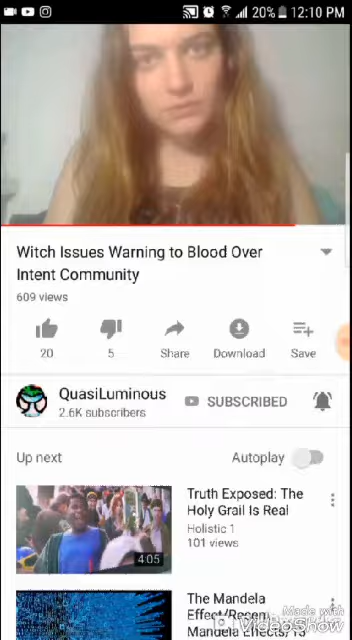 20% 12:10 PM
Witch Issues Warning to Blood Over
Intent Community
609 views
20
5
Share
Download
Save
QuasiLuminous
2.6K subscribers
SUBSCRIBED
Up next
Autoplay
Truth Exposed: The
Holy Grail Is Real
Holistic 1
101 views
4:05
The Mandela
Effect/Recen
Mandela Effects 13
Made with
VideoShow